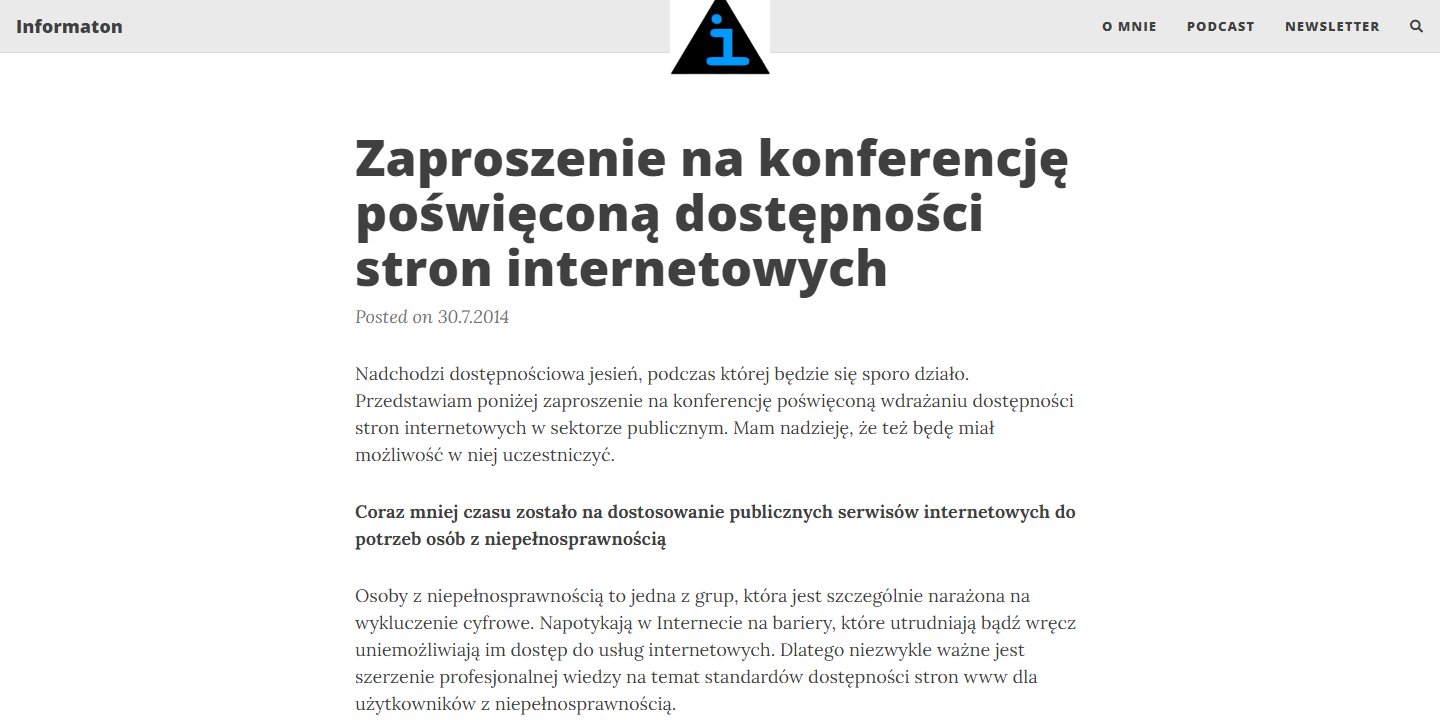 Informaton
i
O MNIE
PODCAST
NEWSLETTER
Zaproszenie na konferencję
poświęconą dostępności
stron internetowych
Posted on 30.7.2014
Nadchodzi dostępnościowa jesień, podczas której będzie się sporo działo.
Przedstawiam poniżej zaproszenie na konferencję poświęconą wdrażaniu dostępności
stron internetowych w sektorze publicznym. Mam nadzieję, że też będę miał
możliwość w niej uczestniczyć.
Coraz mniej czasu zostało na dostosowanie publicznych serwisów internetowych do
potrzeb osób z niepełnosprawnością
Osoby z niepełnosprawnością to jedna z grup, która jest szczególnie narażona na
wykluczenie cyfrowe. Napotykają w Internecie na bariery, które utrudniają bądź wręcz
uniemożliwiają im dostęp do usług internetowych. Dlatego niezwykle ważne jest
szerzenie profesjonalnej wiedzy na temat standardów dostępności stron www dla
użytkowników z niepełnosprawnością.